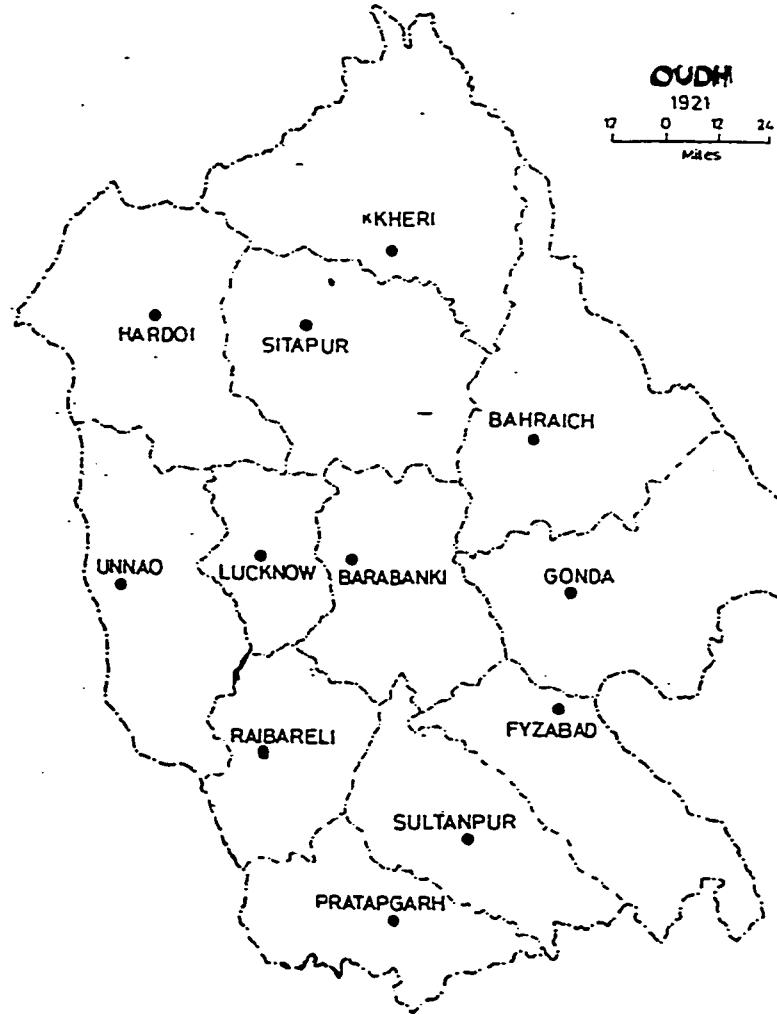 OUDH
1921
12 0 12 24
Miles
KHERI
HARDOI
SITAPUR
BAHRAICH
UNNAO
LUCKNOW
BARABANKI
GONDA
RAIBARELI
FYZABAD
SULTANPUR
PRATAPGARH